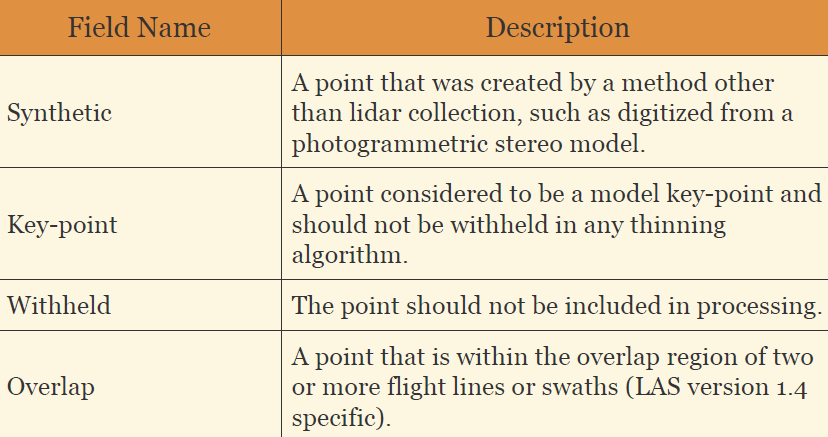 Field Name
Description
Synthetic
A point that was created by a method other
than lidar collection, such as digitized from a
photogrammetric stereo model.
Key-point
A point considered to be a model key-point and
should not be withheld in any thinning
algorithm.
Withheld
The point should not be included in processing.
Overlap
A point that is within the overlap region of two
or more flight lines or swaths (LAS version 1.4
specific).